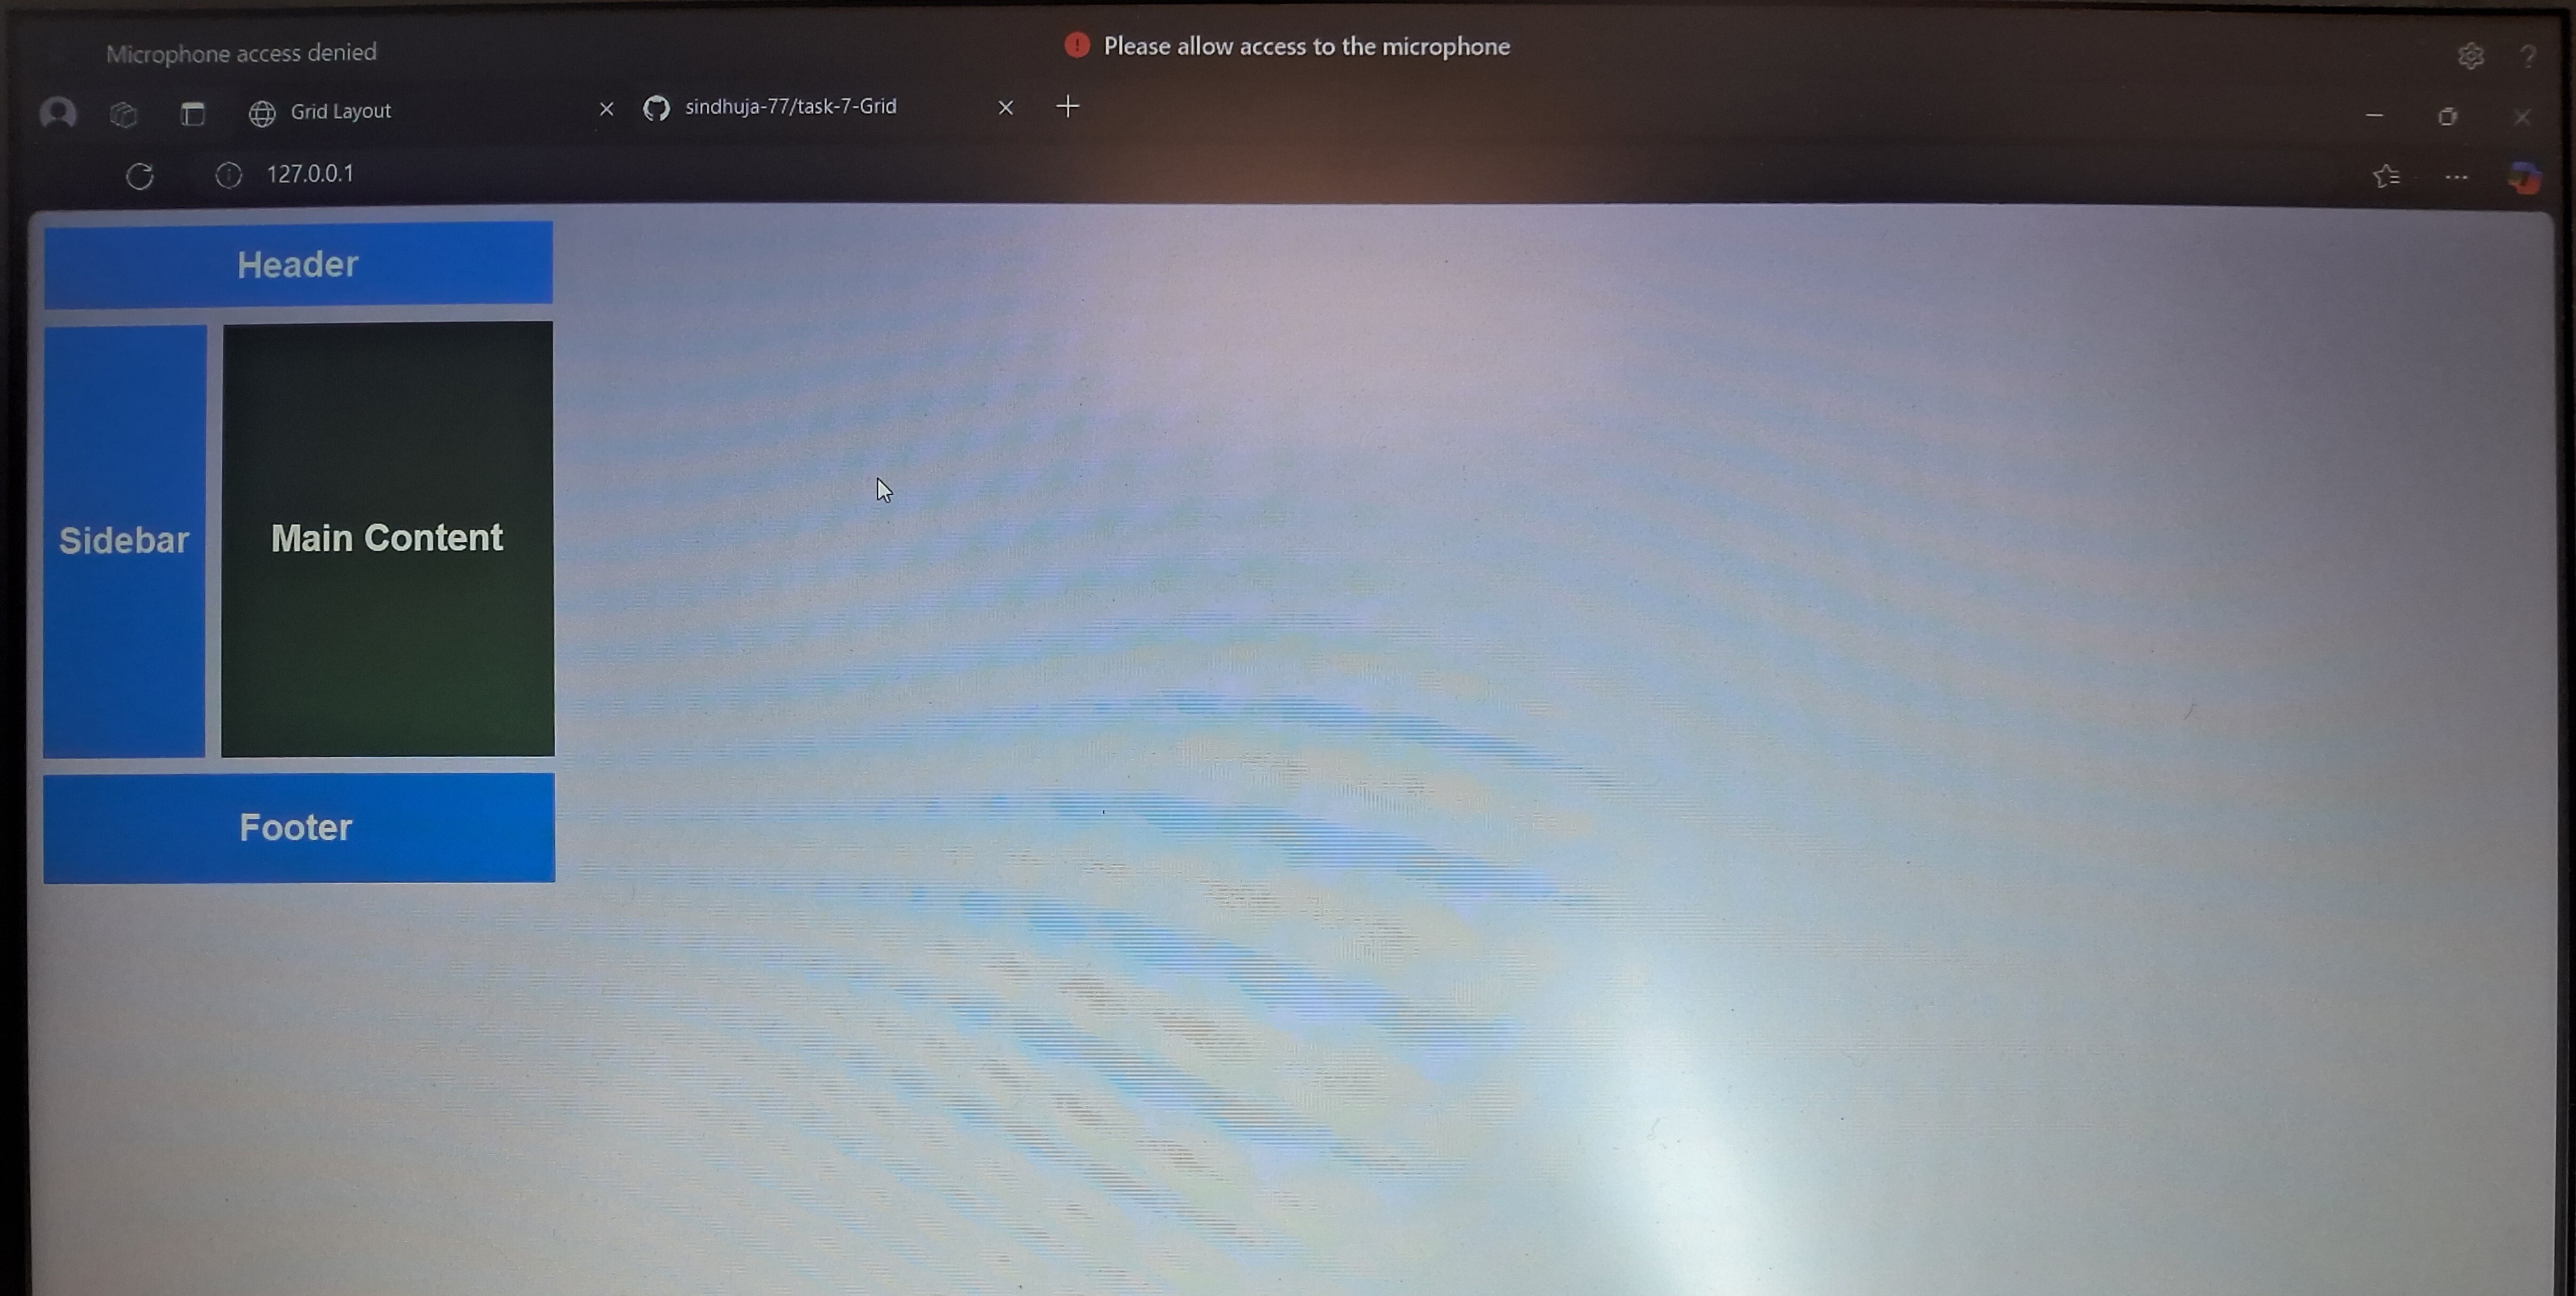 Microphone access denied
Please allow access to the microphone
?
Grid Layout
sindhuja-77/task-7-Grid
127.0.0.1
Header
Sidebar
Main Content
Footer